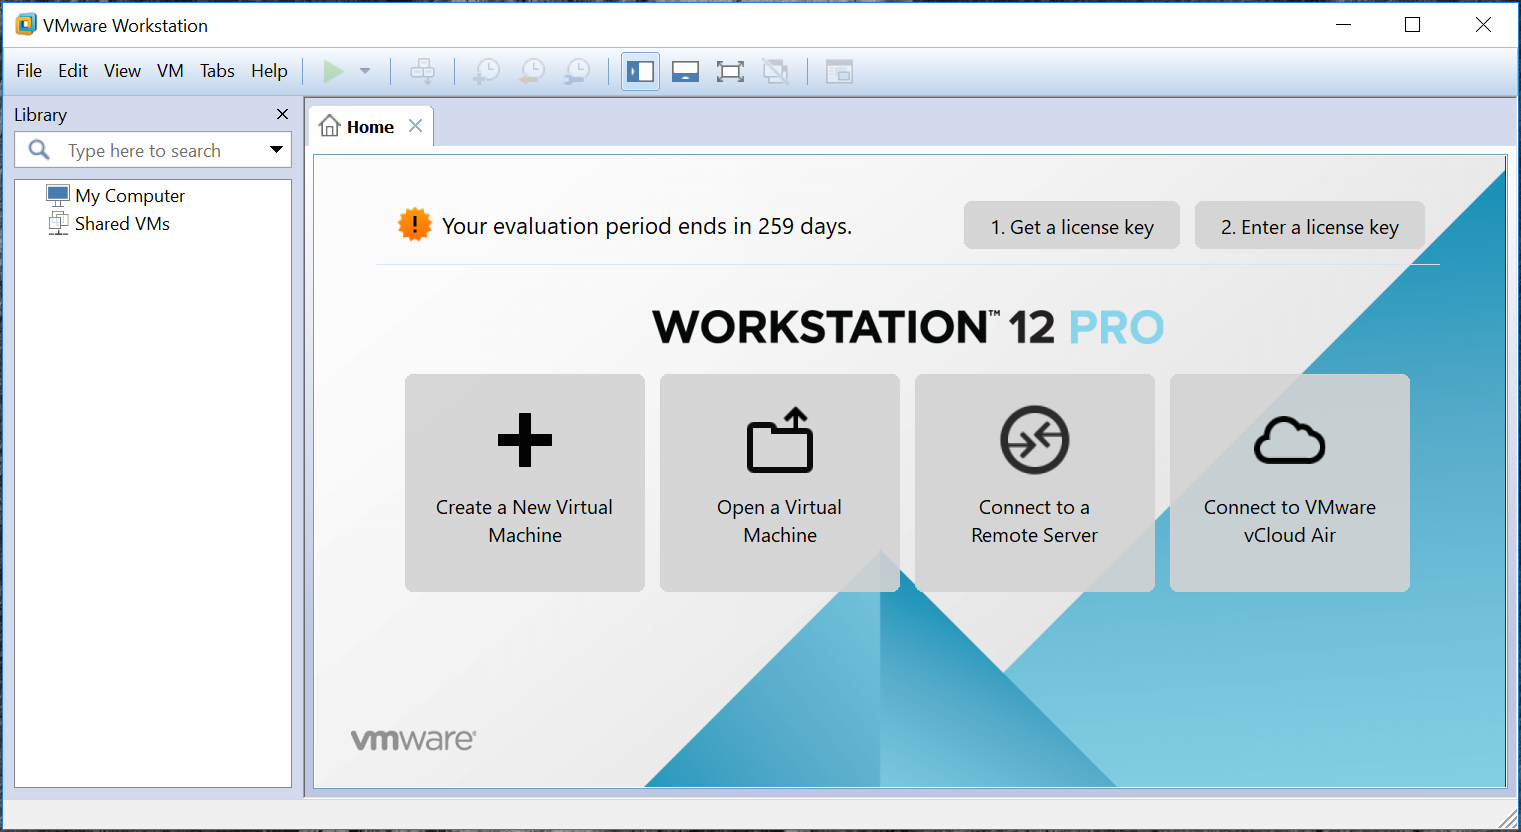 VMware Workstation
File Edit View VM Tabs Help
Library
Type here to search
My Computer
Shared VMs
Home
Your evaluation period ends in 259 days.
1. Get a license key
2. Enter a license key
WORKSTATION™ 12 PRO
Create a New Virtual
Machine
Open a Virtual
Machine
Connect to a
Remote Server
Connect to VMware
vCloud Air
vmware®